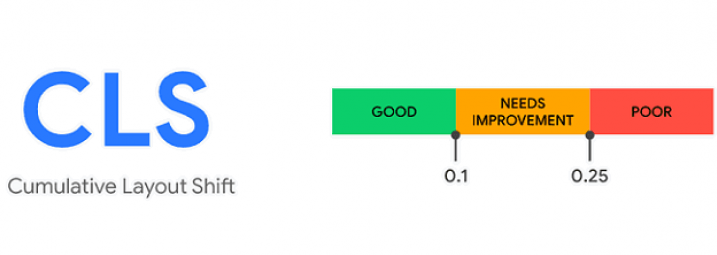 CLS
Cumulative Layout Shift
GOOD
NEEDS
IMPROVEMENT
POOR
0.1
0.25